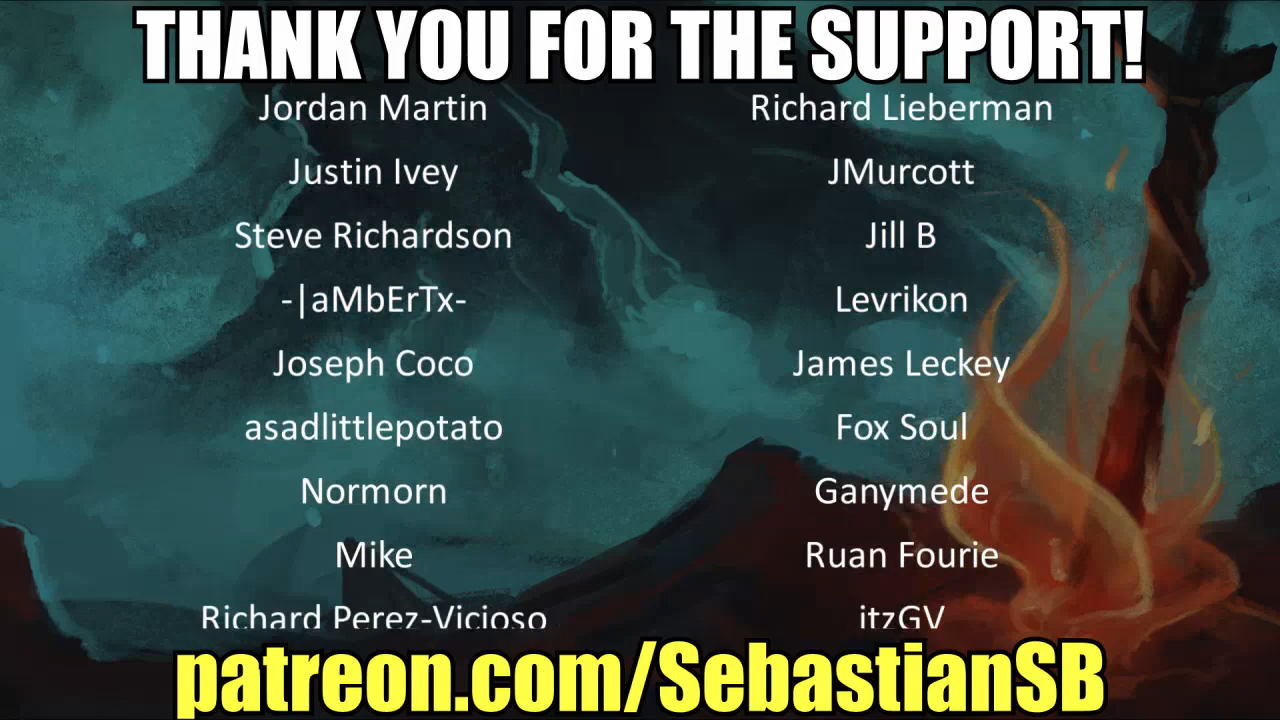 THANK YOU FOR THE SUPPORT!
Jordan Martin
Richard Lieberman
Justin Ivey
JMurcott
Steve Richardson
Jill B
-|aMbErTx-
Levrikon
Joseph Coco
James Leckey
asadlittlepotato
Fox Soul
Normorn
Ganymede
Mike
Ruan Fourie
Richard Perez-Vicioso
itzGV
patreon.com/SebastianSB